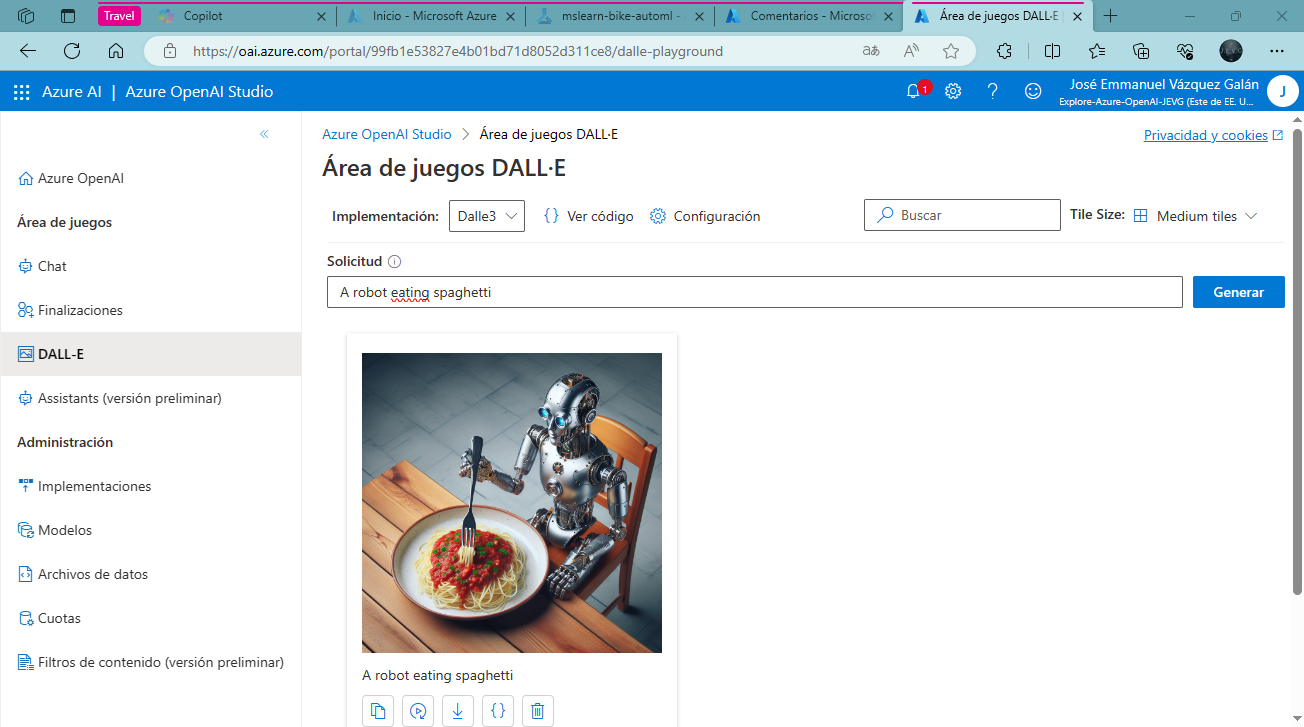 Travel
Copilot
Inicio - Microsoft Azure
mslearn-bike-automl -
Comentarios - Microsof
Área de juegos DALL·E
https://oai.azure.com/portal/99fb1e53827e4b01bd71d8052d311ce8/dalle-playground
Azure AI | Azure OpenAI Studio
1
José Emmanuel Vázquez Galán
Explore-Azure-OpenAI-JEVG (Este de EE. U...
J
Azure OpenAI Studio > Área de juegos DALL·E
Privacidad y cookies
Área de juegos DALL·E
Implementación: Dalle3 Ver código Configuración Buscar Tile Size: Medium tiles
Solicitud
A robot eating spaghetti
Generar
A robot eating spaghetti
Azure OpenAI
Área de juegos
Chat
Finalizaciones
DALL-E
Assistants (versión preliminar)
Administración
Implementaciones
Modelos
Archivos de datos
Cuotas
Filtros de contenido (versión preliminar)